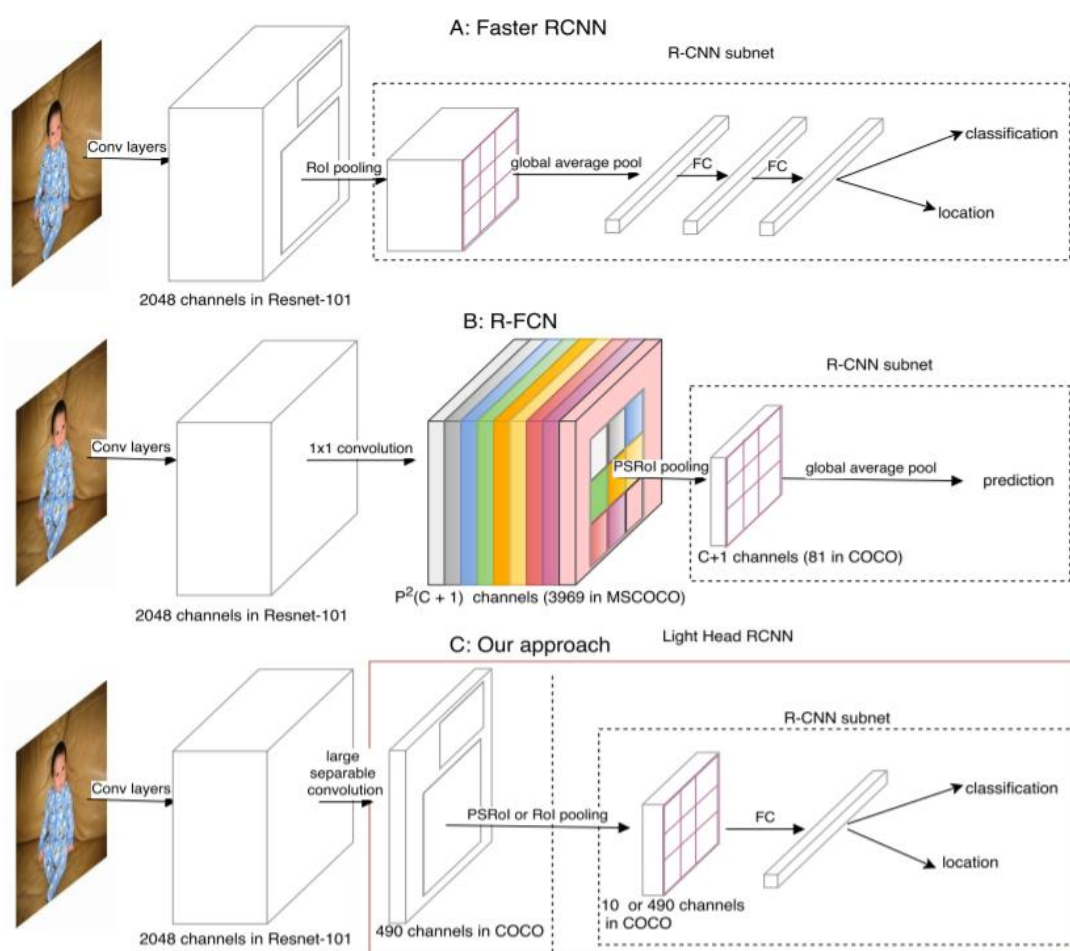 A: Faster RCNN
R-CNN subnet
Conv layers
RoI pooling
global average pool
FC
FC
classification
location
2048 channels in Resnet-101
B: R-FCN
R-CNN subnet
Conv layers
1x1 convolution
PSRoI pooling
global average pool
prediction
C+1 channels (81 in COCO)
P²(C + 1) channels (3969 in MSCOCO)
2048 channels in Resnet-101
C: Our approach
Light Head RCNN
R-CNN subnet
Conv layers
large
separable
convolution
PSRoI or RoI pooling
FC
classification
location
10 or 490 channels
in COCO
490 channels in COCO
2048 channels in Resnet-101